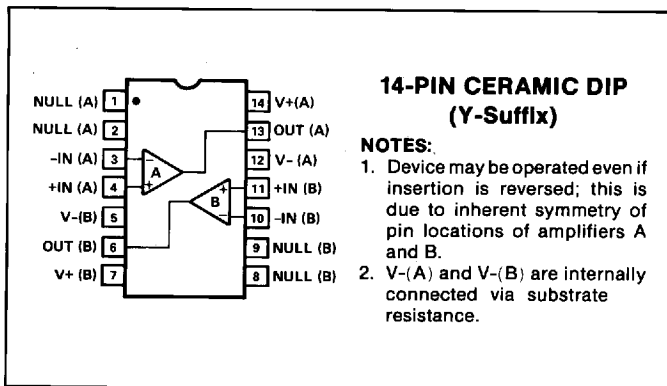 NULL (A) 1
NULL (A) 2
-IN (A) 3
+IN (A) 4
V-(B) 5
OUT (B) 6
V+ (B) 7
14 V+(A)
13 OUT (A)
12 V- (A)
11 +IN (B)
10 -IN (B)
9 NULL (B)
8 NULL (B)
- A
+
+
B
-
14-PIN CERAMIC DIP
(Y-Suffix)
NOTES:
1. Device may be operated even if
insertion is reversed; this is
due to inherent symmetry of
pin locations of amplifiers A
and B.
2. V-(A) and V-(B) are internally
connected via substrate
resistance.